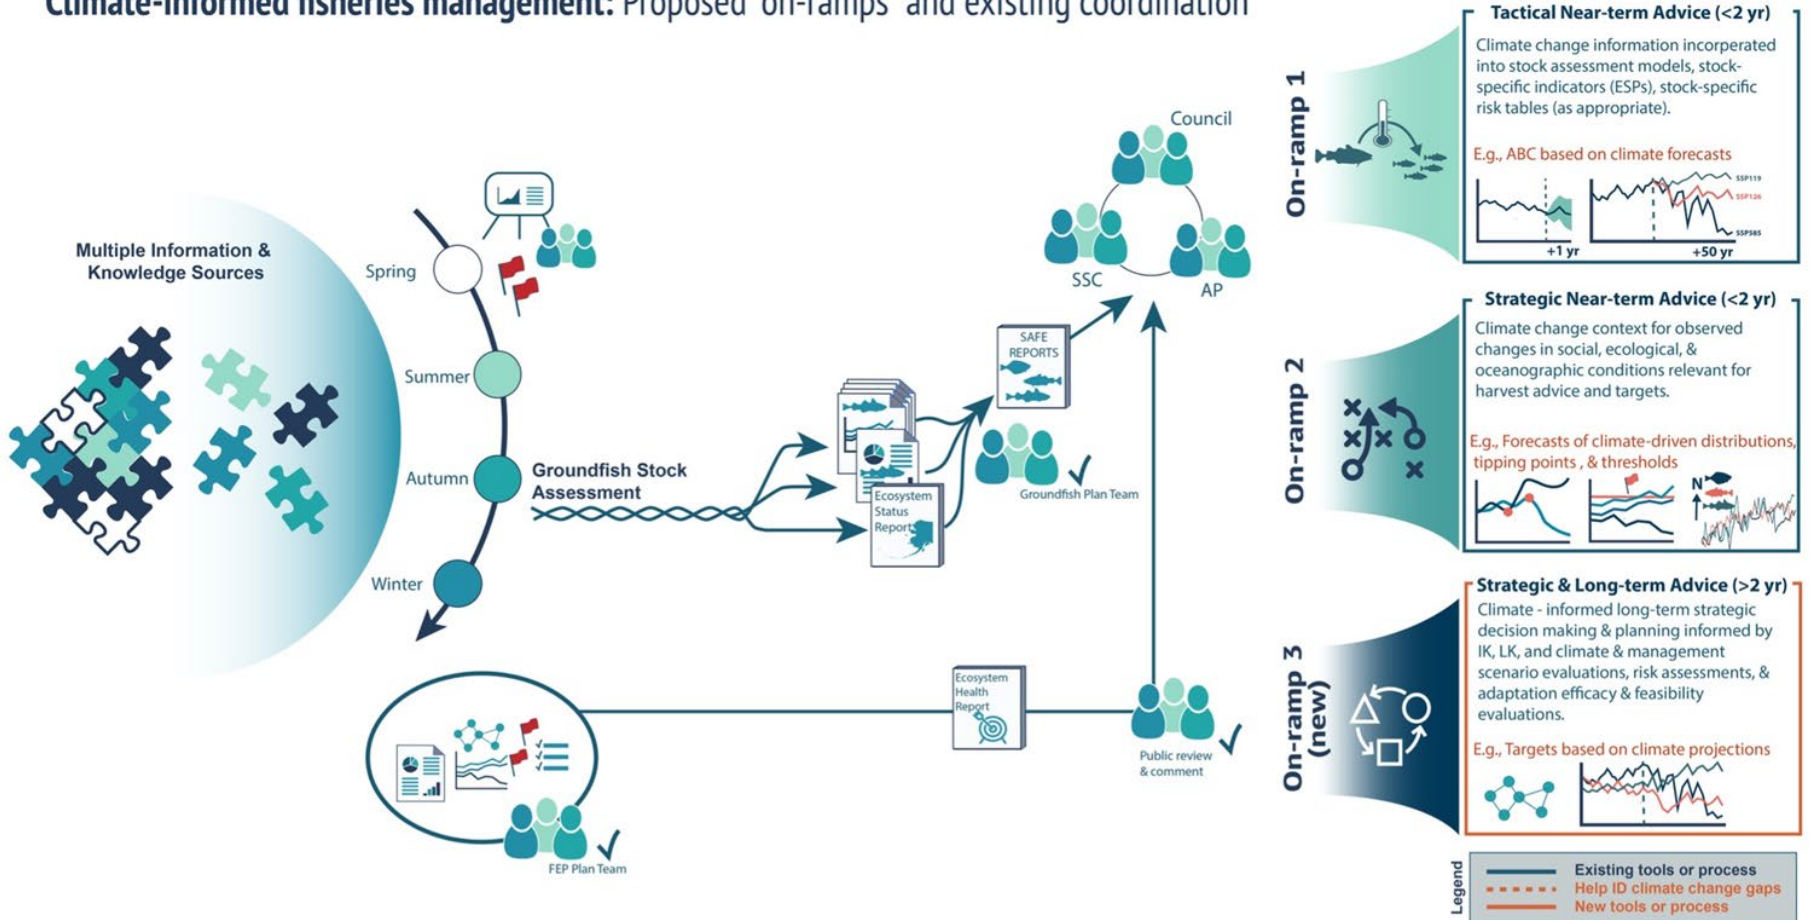 Climate-informed fisheries management: Proposed 'on-ramps' and existing coordination
Multiple Information &
Knowledge Sources
Spring
Summer
Autumn
Winter
Groundfish Stock
Assessment
Ecosystem
Status
Report
SAFE
REPORTS
Groundfish Plan Team
Council
SSC
AP
Ecosystem
Health
Report
Public review
& comment
FEP Plan Team
On-ramp 1
Tactical Near-term Advice (<2 yr)
Climate change information incorperated
into stock assessment models, stock-
specific indicators (ESPs), stock-specific
risk tables (as appropriate).
E.g., ABC based on climate forecasts
+1 yr
SSP119
SSP126
SSP585
+50 yr
On-ramp 2
Strategic Near-term Advice (<2 yr)
Climate change context for observed
changes in social, ecological, &
oceanographic conditions relevant for
harvest advice and targets.
E.g., Forecasts of climate-driven distributions,
tipping points , & thresholds
N
On-ramp 3
(new)
Strategic & Long-term Advice (>2 yr)
Climate - informed long-term strategic
decision making & planning informed by
IK, LK, and climate & management
scenario evaluations, risk assessments, &
adaptation efficacy & feasibility
evaluations.
E.g., Targets based on climate projections
Legend
Existing tools or process
Help ID climate change gaps
New tools or process